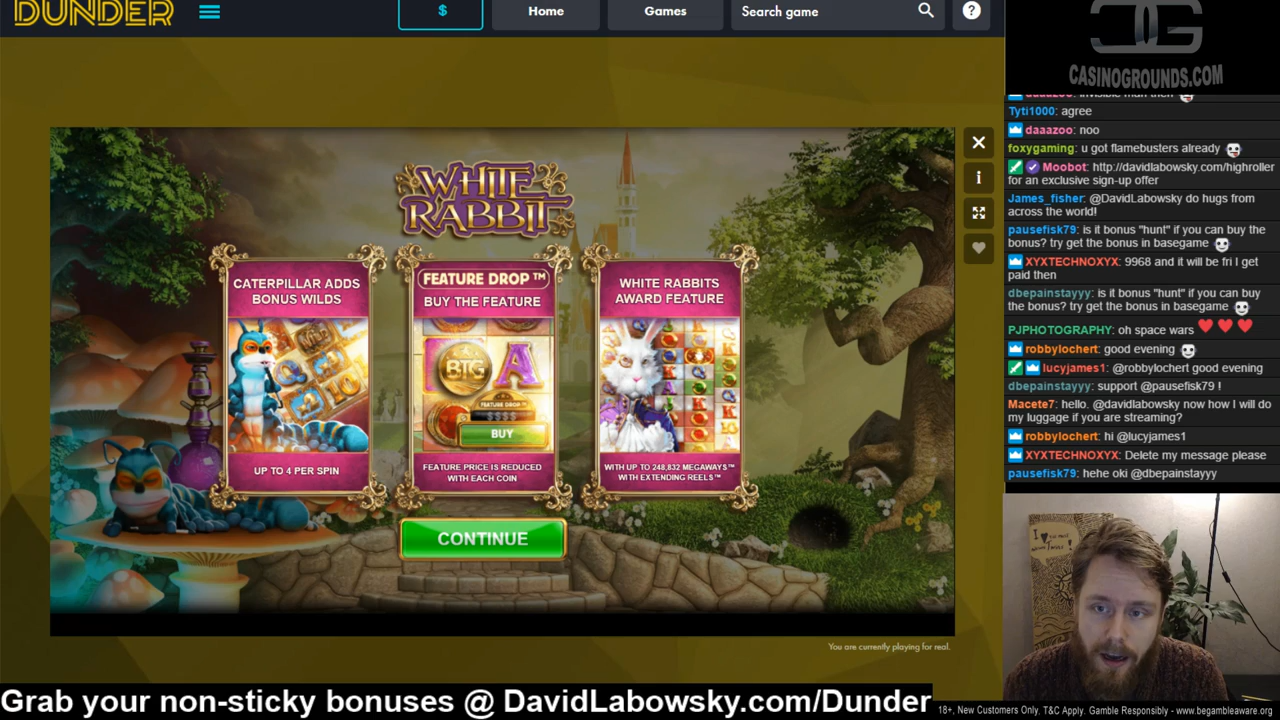 DUNDER
$
Home
Games
Search game
?
CASINOGROUNDS.COM
Tyti1000: agree
daaazoo: noo
foxygaming: u got flamebusters already
Moobot: http://davidlabowsky.com/highroller
for an exclusive sign-up offer
James_fisher: @DavidLabowsky do hugs from
across the world!
pausefisk79: is it bonus "hunt" if you can buy the
bonus? try get the bonus in basegame
XYXTECHNOXYX: 9968 and it will be fri I get
paid then
dbepainstayyy: is it bonus "hunt" if you can buy
the bonus? try get the bonus in basegame
PJPHOTOGRAPHY: oh space wars
robbylochert: good evening
lucyjames1: @robbylochert good evening
dbepainstayyy: support @pausefisk79 !
Macete7: hello. @davidlabowsky now how I will do
my luggage if you are streaming?
robbylochert: hi @lucyjames1
XYXTECHNOXYX: Delete my message please
pausefisk79: hehe oki @dbepainstayyy
WHITE
RABBIT
CATERPILLAR ADDS
BONUS WILDS
UP TO 4 PER SPIN
FEATURE DROP™
BUY THE FEATURE
BIG
A
FEATURE DROP™
$$$$
BUY
FEATURE PRICE IS REDUCED
WITH EACH COIN
WHITE RABBITS
AWARD FEATURE
WITH UP TO 248,832 MEGAWAYS™
WITH EXTENDING REELS™
CONTINUE
You are currently playing for real.
Grab your non-sticky bonuses @ DavidLabowsky.com/Dunder
18+, New Customers Only. T&C Apply. Gamble Responsibly - www.begambleaware.org